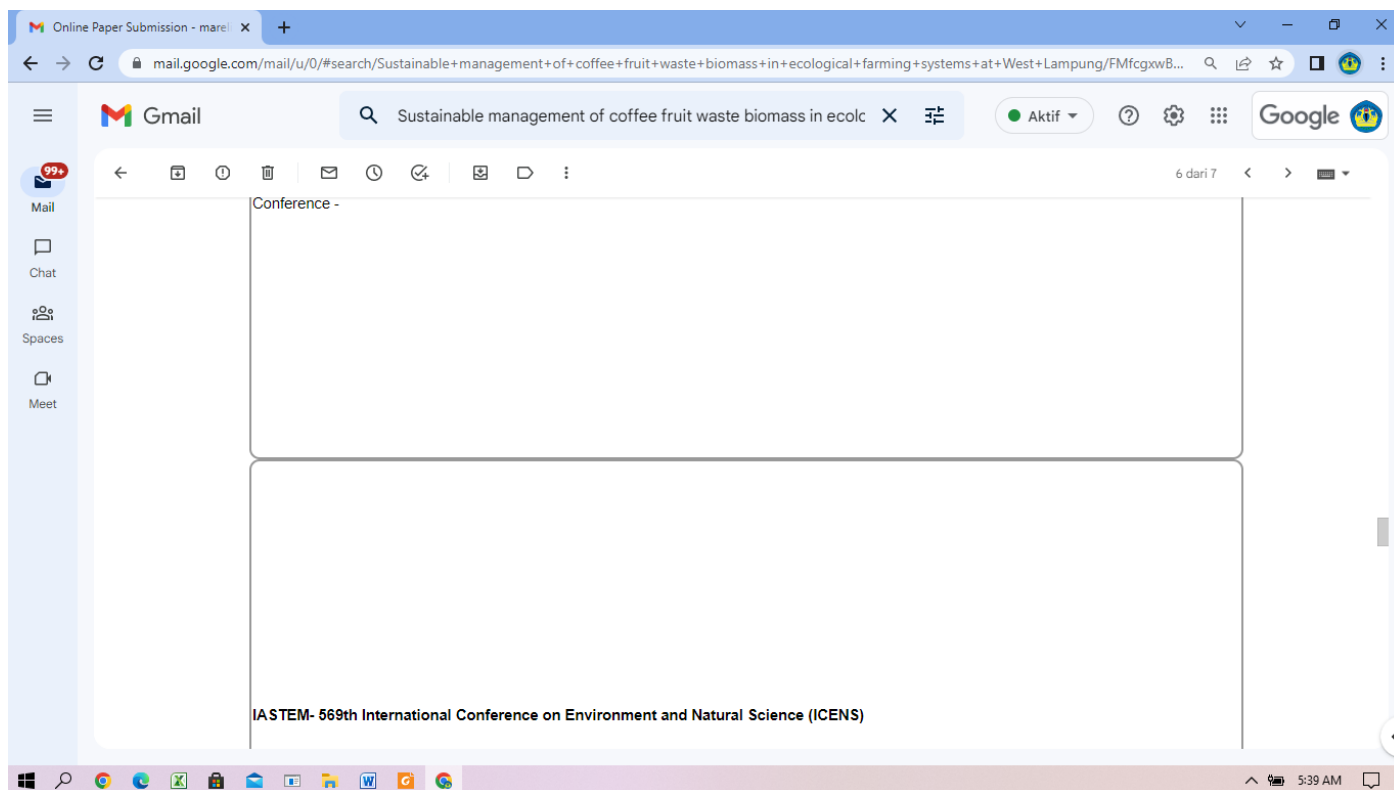 Online Paper Submission - mareli
mail.google.com/mail/u/0/#search/Sustainable+management+of+coffee+fruit+waste+biomass+in+ecological+farming+systems+at+West+Lampung/FMfcgxwB...
Gmail
Sustainable management of coffee fruit waste biomass in ecolc
Aktif
Google
99+
Mail
6 dari 7
Conference -
Chat
Spaces
Meet
IASTEM- 569th International Conference on Environment and Natural Science (ICENS)
5:39 AM